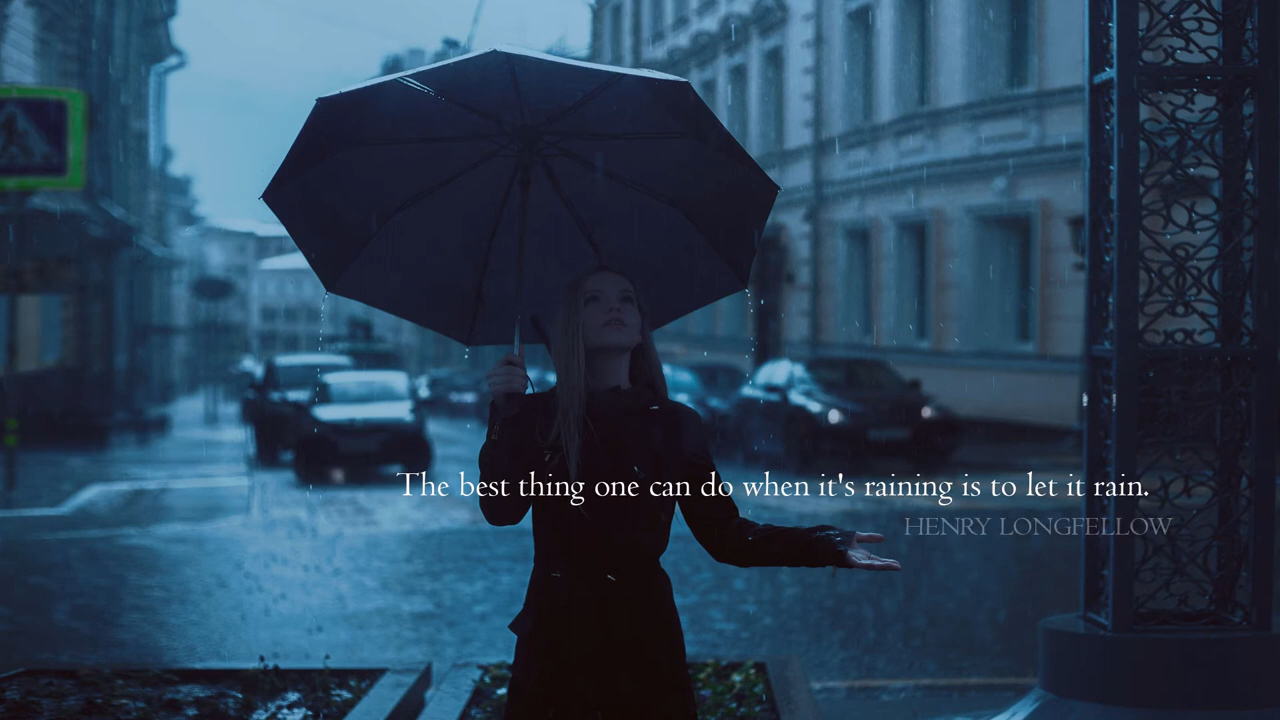 The best thing one can do when it's raining is to let it rain.
HENRY LONGFELLOW